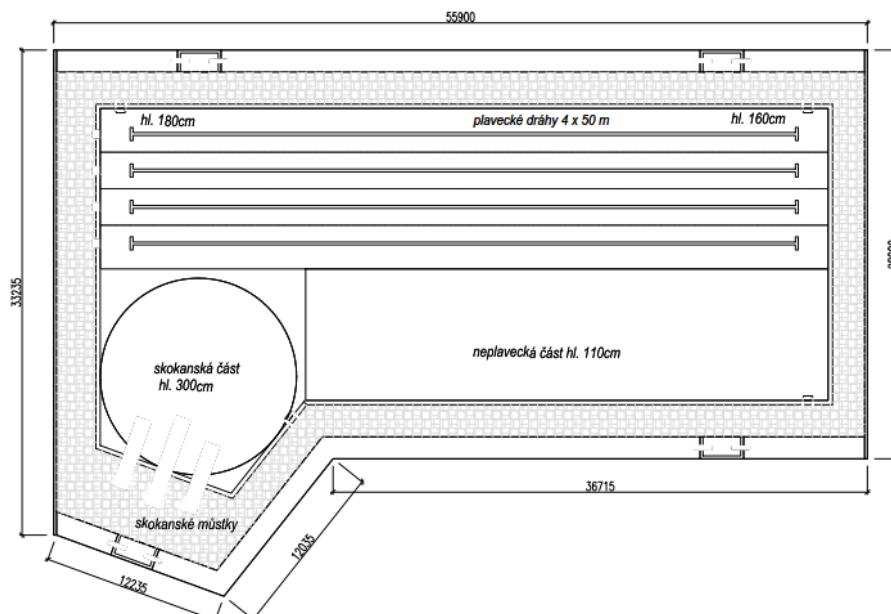 55900
hl. 180cm
plavecké dráhy 4 x 50 m
hl. 160cm
33235
skokanská část
hl. 300cm
neplavecká část hl. 110cm
36715
skokanské můstky
12035
12235